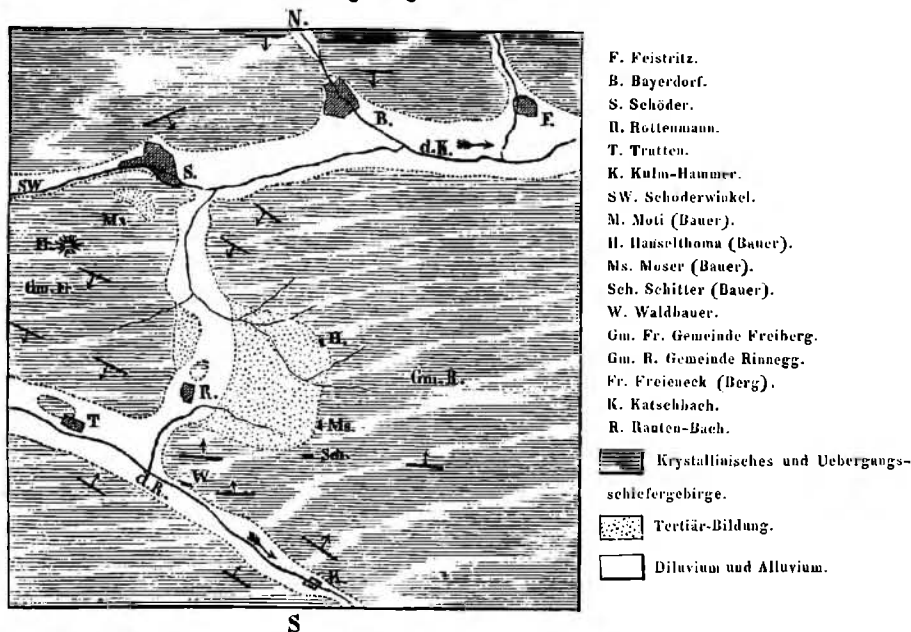 N.
B.
F.
d.K.
S.
SW.
Ms.
H.
Gm. Fr.
H.
Gm. R.
R.
T
Ms.
Sch.
W.
d.R.
S
F. Feistritz.
B. Bayerdorf.
S. Schöder.
R. Rottenmann.
T. Trutten.
K. Kulm-Hammer.
SW. Schoderwinkel.
M. Moti (Bauer).
H. Hanselthoma (Bauer).
Ms. Moser (Bauer).
Sch. Schitter (Bauer).
W. Waldbauer.
Gm. Fr. Gemeinde Freiberg.
Gm. R. Gemeinde Rinnegg.
Fr. Freieneck (Berg).
K. Katschbach.
R. Ranten-Bach.
Krystallinisches und Uebergangs-
schiefergebirge.
Tertiär-Bildung.
Diluvium und Alluvium.